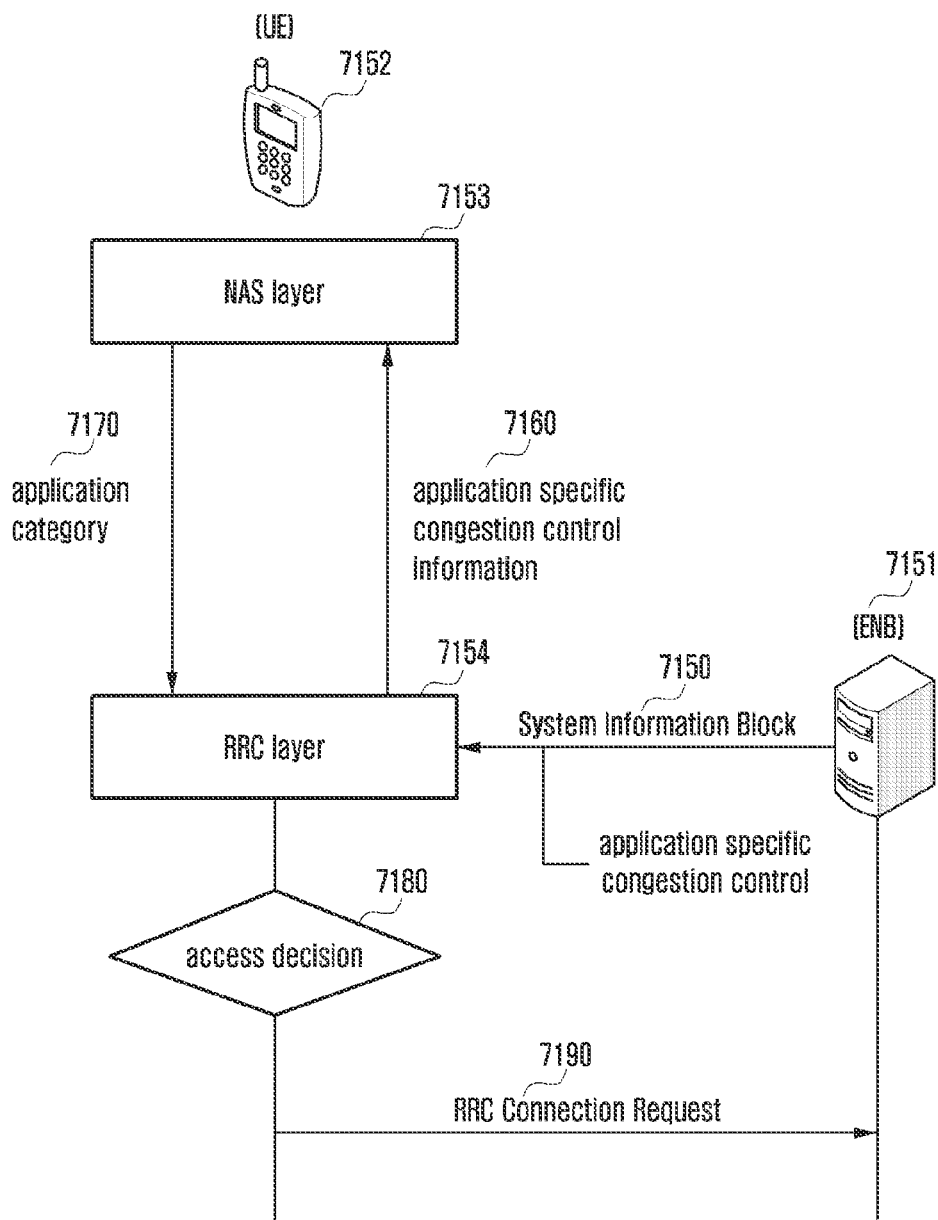 (UE)
7152
7153
NAS layer
7170
application
category
7160
application specific
congestion control
information
7151
(ENB)
7154
7150
System Information Block
RRC layer
application specific
congestion control
7180
access decision
7190
RRC Connection Request